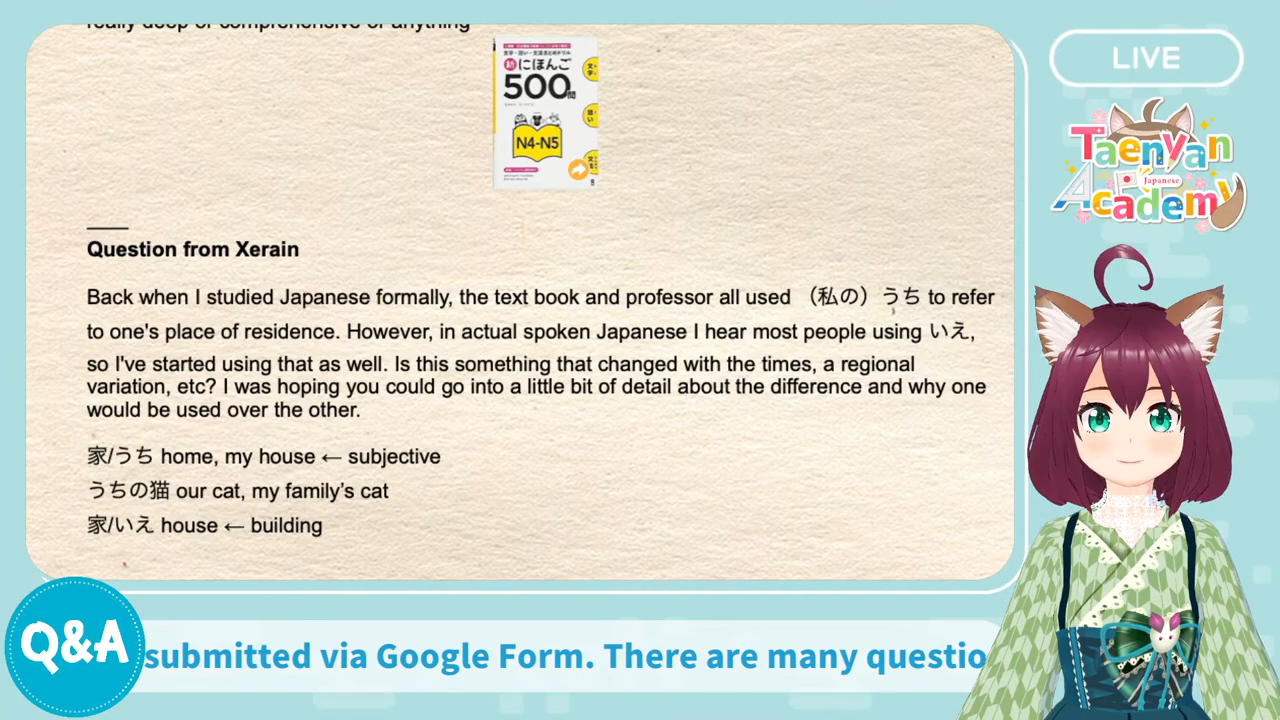 really deep or comprehensive or anything
新にほんご
500問
N4-N5
Question from Xerain
Back when I studied Japanese formally, the text book and professor all used （私の）うち to refer
to one's place of residence. However, in actual spoken Japanese I hear most people using いえ,
so I've started using that as well. Is this something that changed with the times, a regional
variation, etc? I was hoping you could go into a little bit of detail about the difference and why one
would be used over the other.
家/うち home, my house ← subjective
うちの猫 our cat, my family’s cat
家/いえ house ← building
LIVE
Taenyan
Japanese
Academy
Q&A
submitted via Google Form. There are many questio